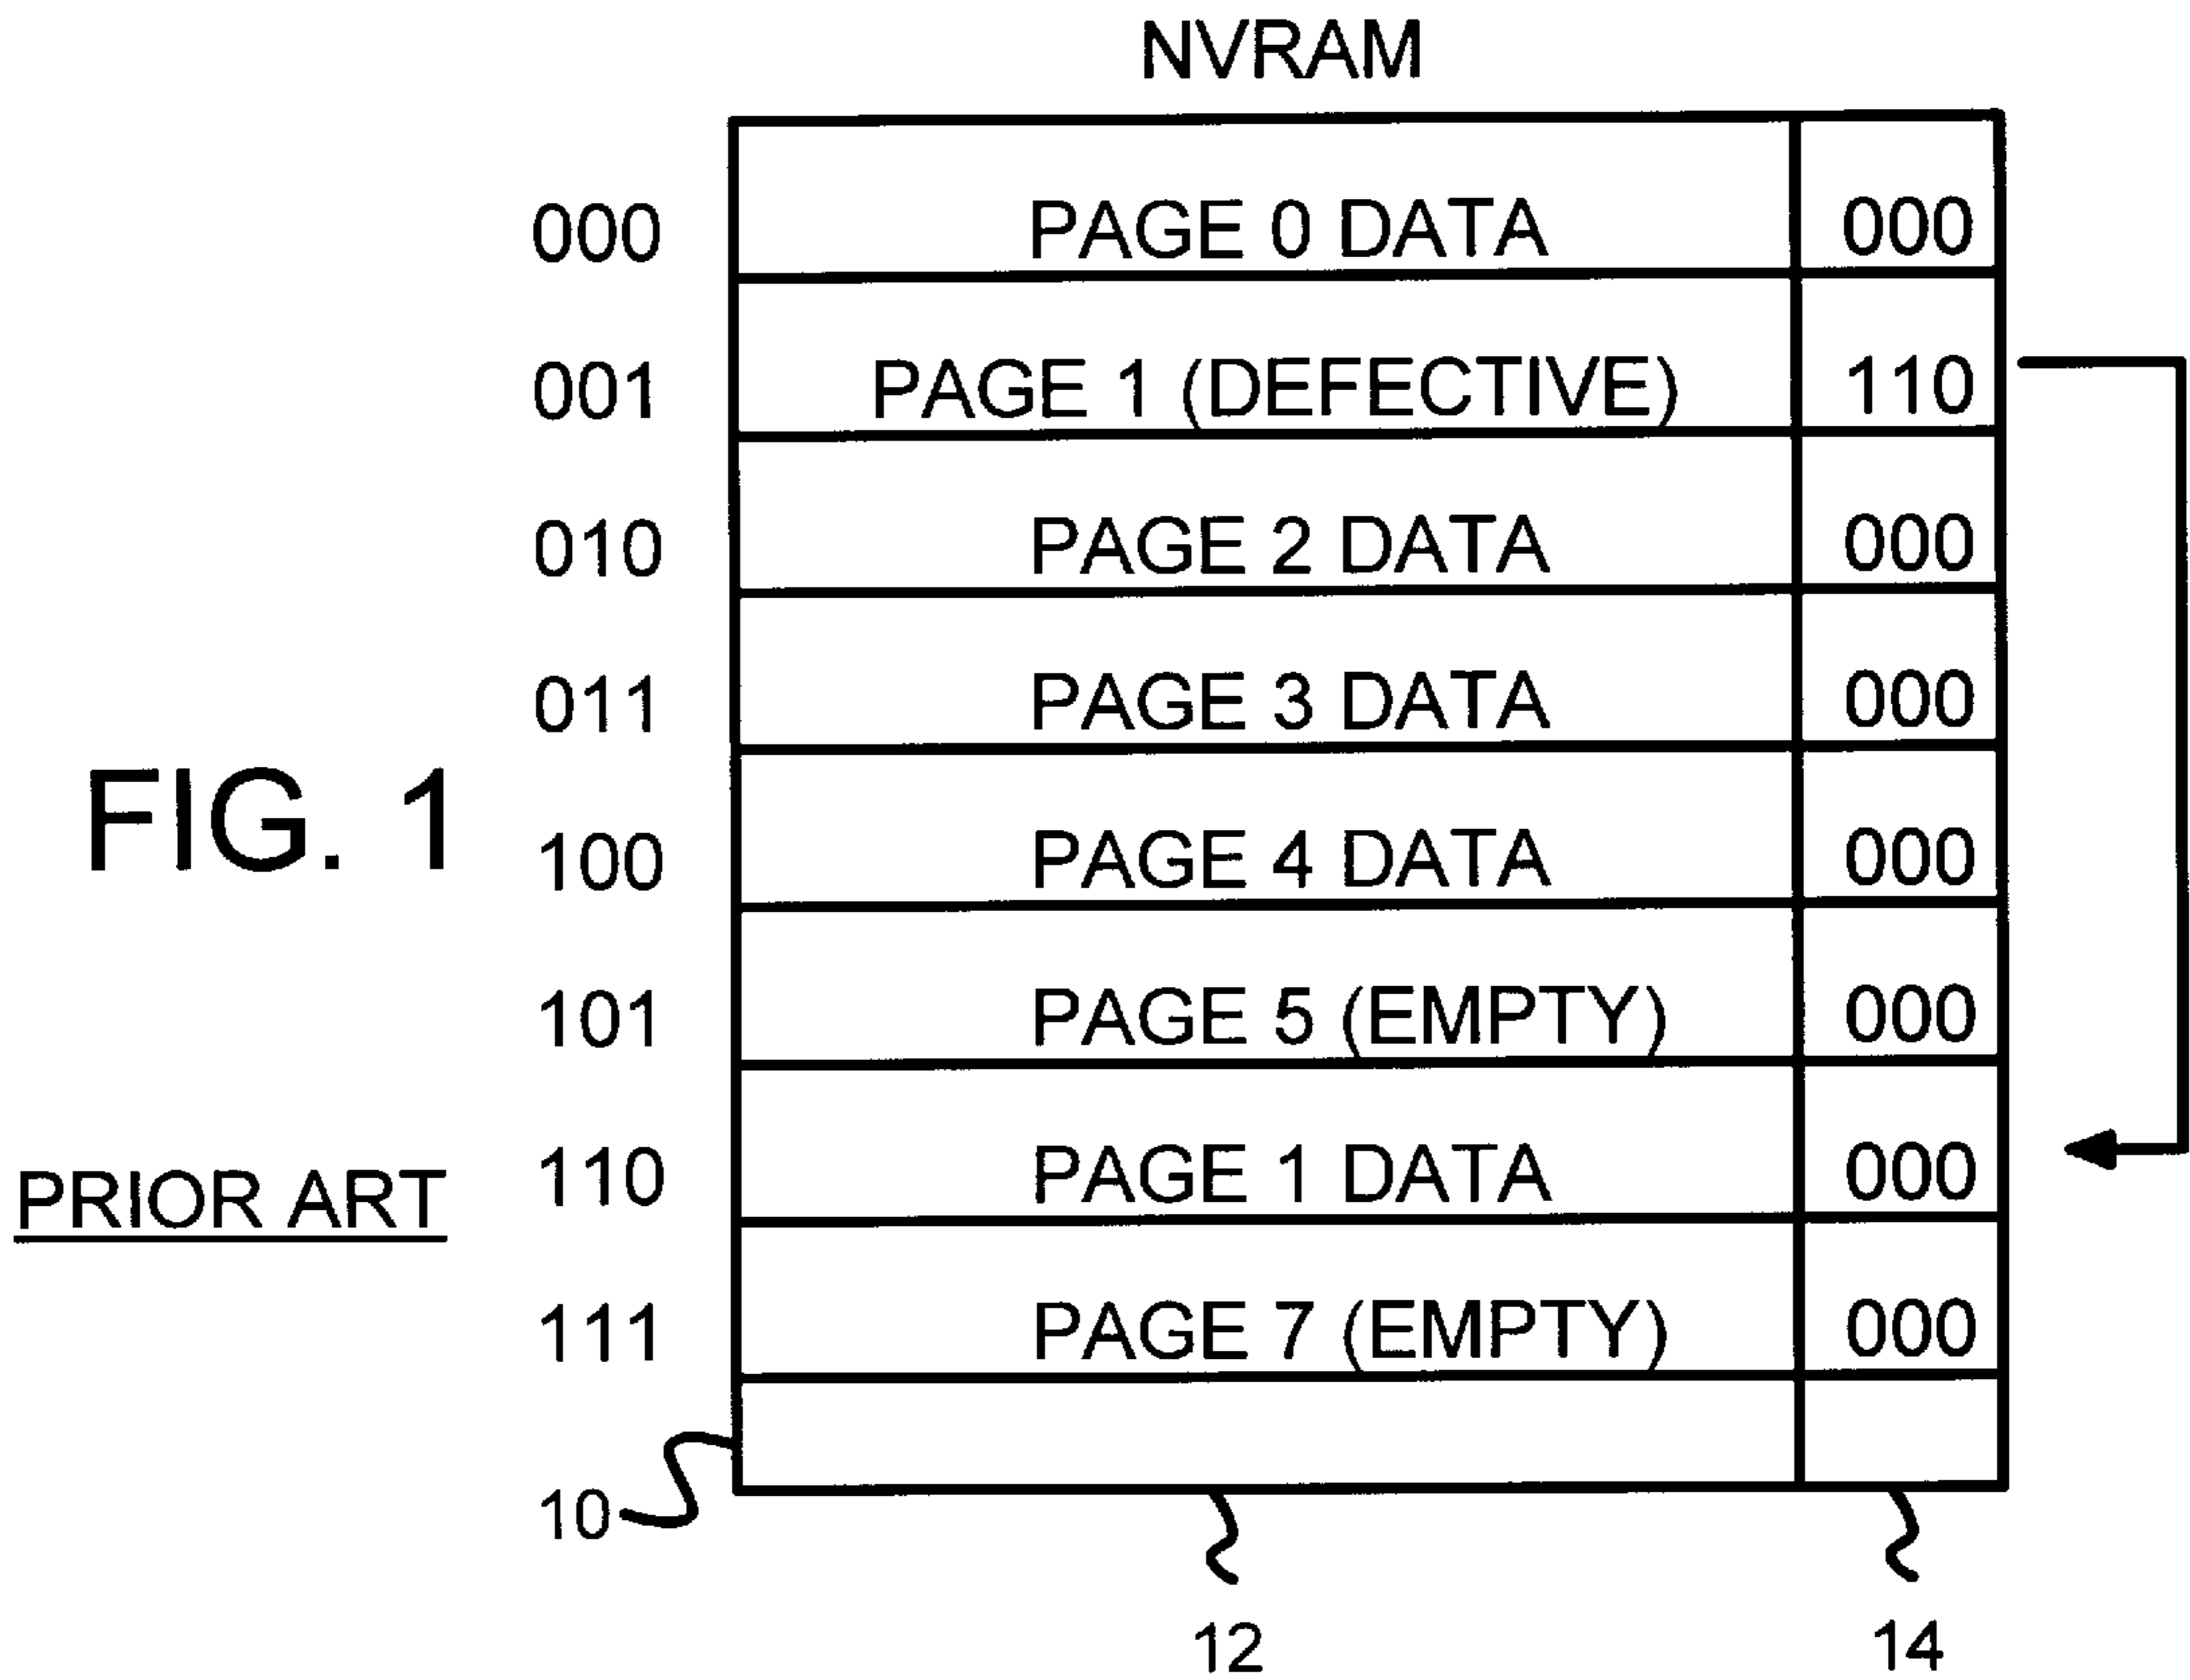 NVRAM
000 PAGE 0 DATA 000
001 PAGE 1 (DEFECTIVE) 110
010 PAGE 2 DATA 000
011 PAGE 3 DATA 000
FIG. 1
100 PAGE 4 DATA 000
101 PAGE 5 (EMPTY) 000
110 PAGE 1 DATA 000
PRIOR ART
111 PAGE 7 (EMPTY) 000
10
12
14